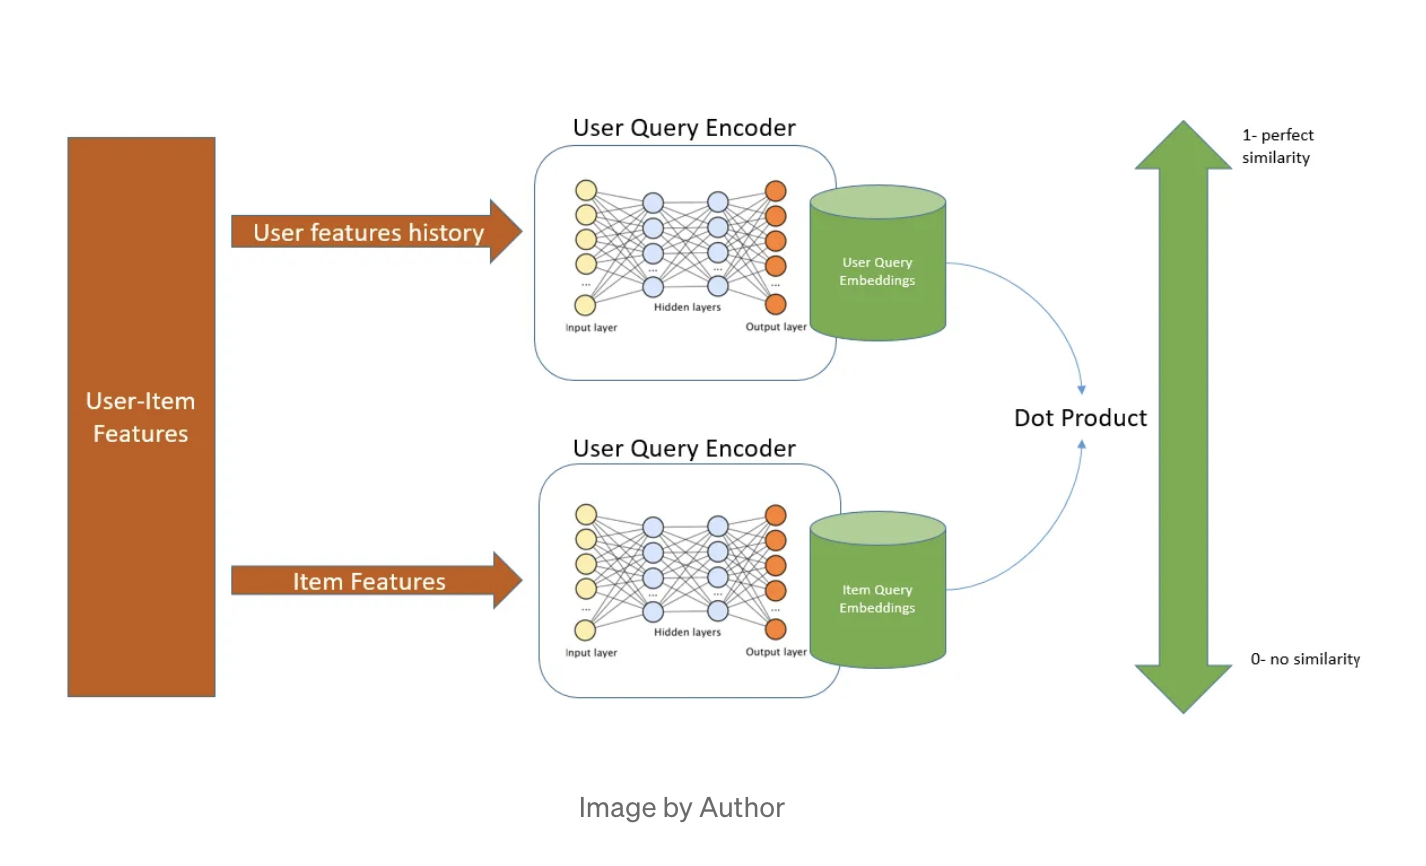 User Query Encoder
1- perfect
similarity
User features history
User Query
Embeddings
...
...
...
...
Hidden layers
Input layer
Output layer
User-Item
Features
Dot Product
User Query Encoder
Item Features
Item Query
Embeddings
...
...
...
...
Hidden layers
Input layer
Output layer
0- no similarity
Image by Author